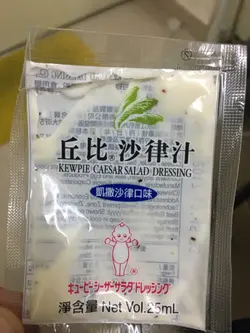 丘比 沙律汁
KEWPIE CAESAR SALAD DRESSING
凱撒沙律口味
キューピー シーザーサラダドレッシング
淨含量 Net Vol.25mL